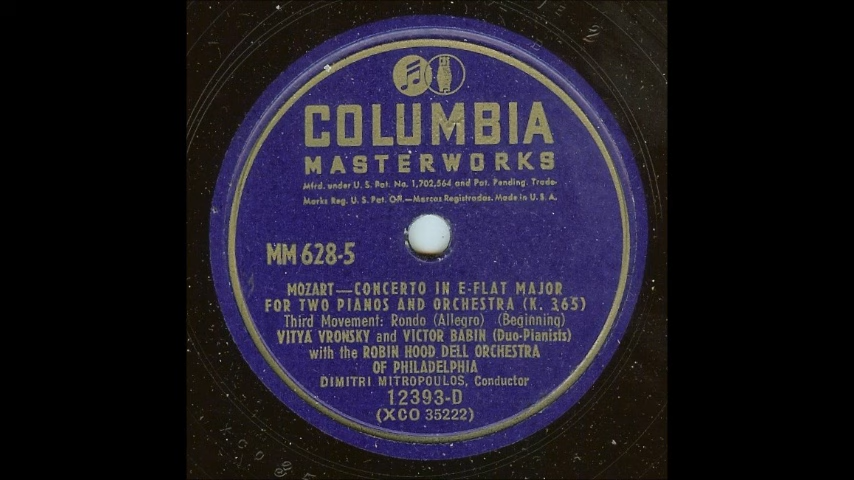 COLUMBIA
MASTERWORKS
Mfrd. under U. S. Pat. No. 1,702,564 and Pat. Pending. Trade-
Marks Reg. U. S. Pat. Off.—Marcas Registradas. Made in U. S. A.
MM 628-5
MOZART—CONCERTO IN E-FLAT MAJOR
FOR TWO PIANOS AND ORCHESTRA (K. 365)
Third Movement: Rondo (Allegro) (Beginning)
VITYA VRONSKY and VICTOR BABIN (Duo-Pianists)
with the ROBIN HOOD DELL ORCHESTRA
OF PHILADELPHIA
DIMITRI MITROPOULOS, Conductor
12393-D
(XCO 35222)